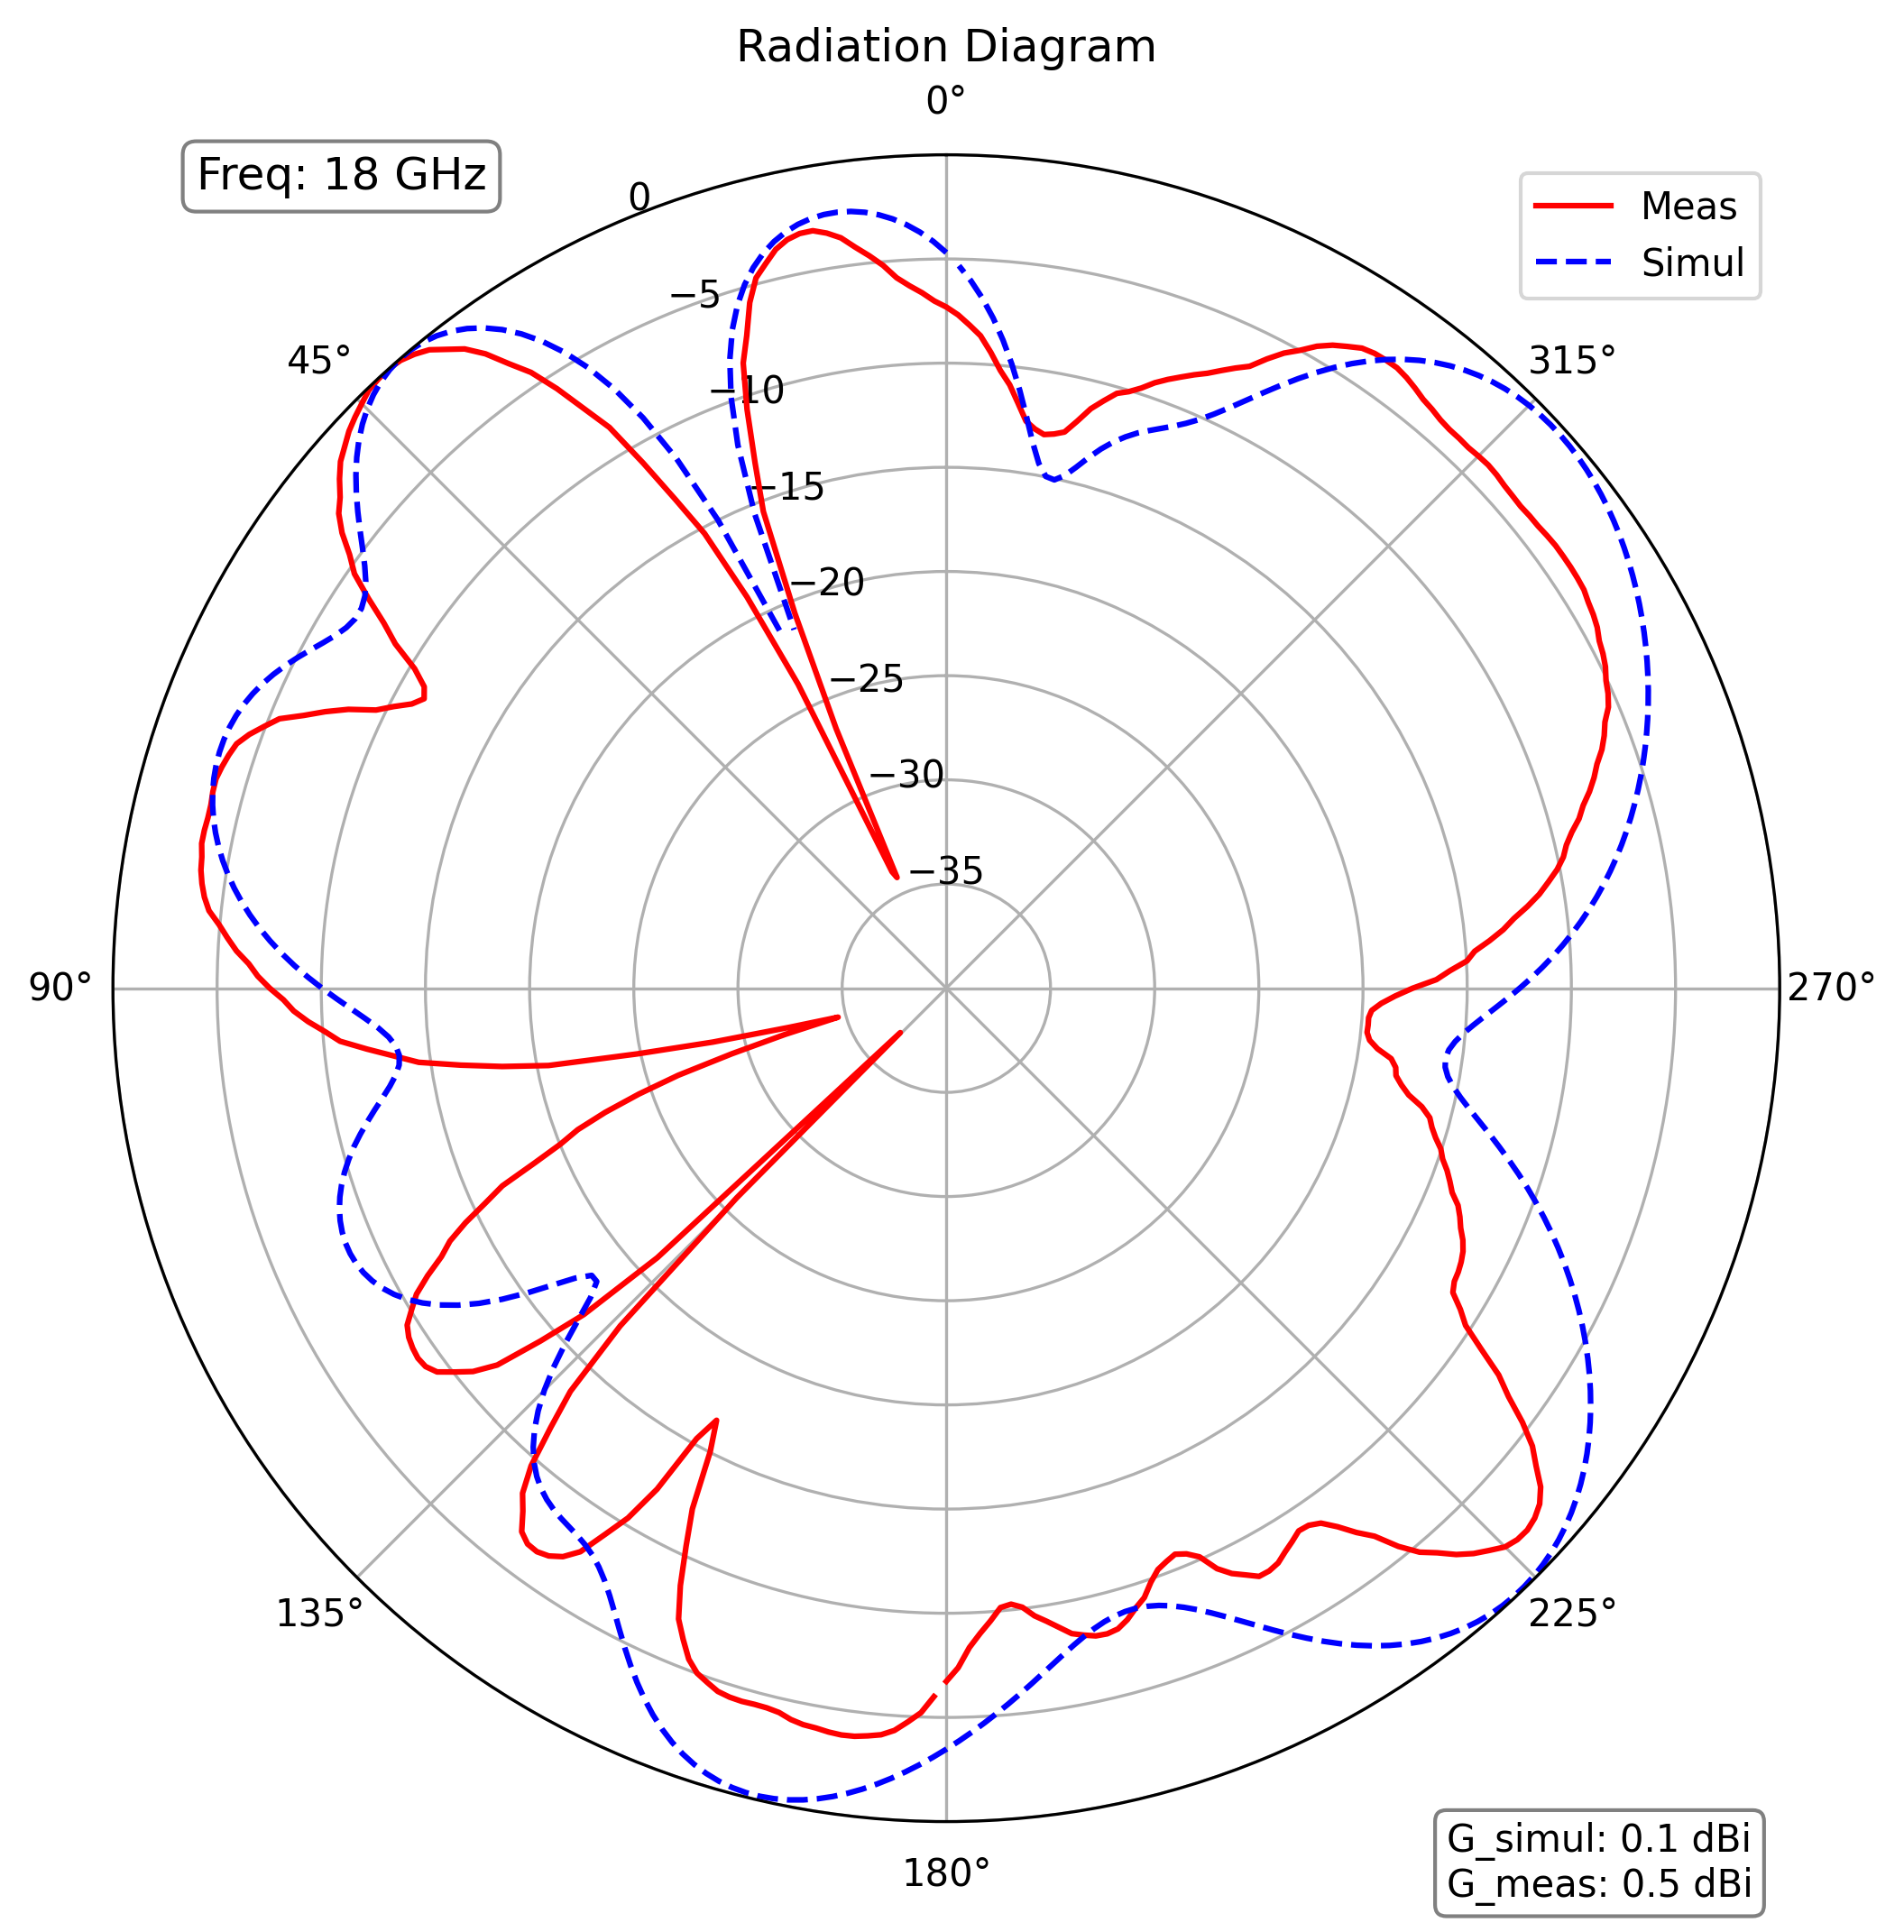 Radiation Diagram
0°
Freq: 18 GHz
0
Meas
Simul
−5
45°
315°
−10
−15
−20
−25
−30
−35
90°
270°
135°
225°
180°
G_simul: 0.1 dBi
G_meas: 0.5 dBi